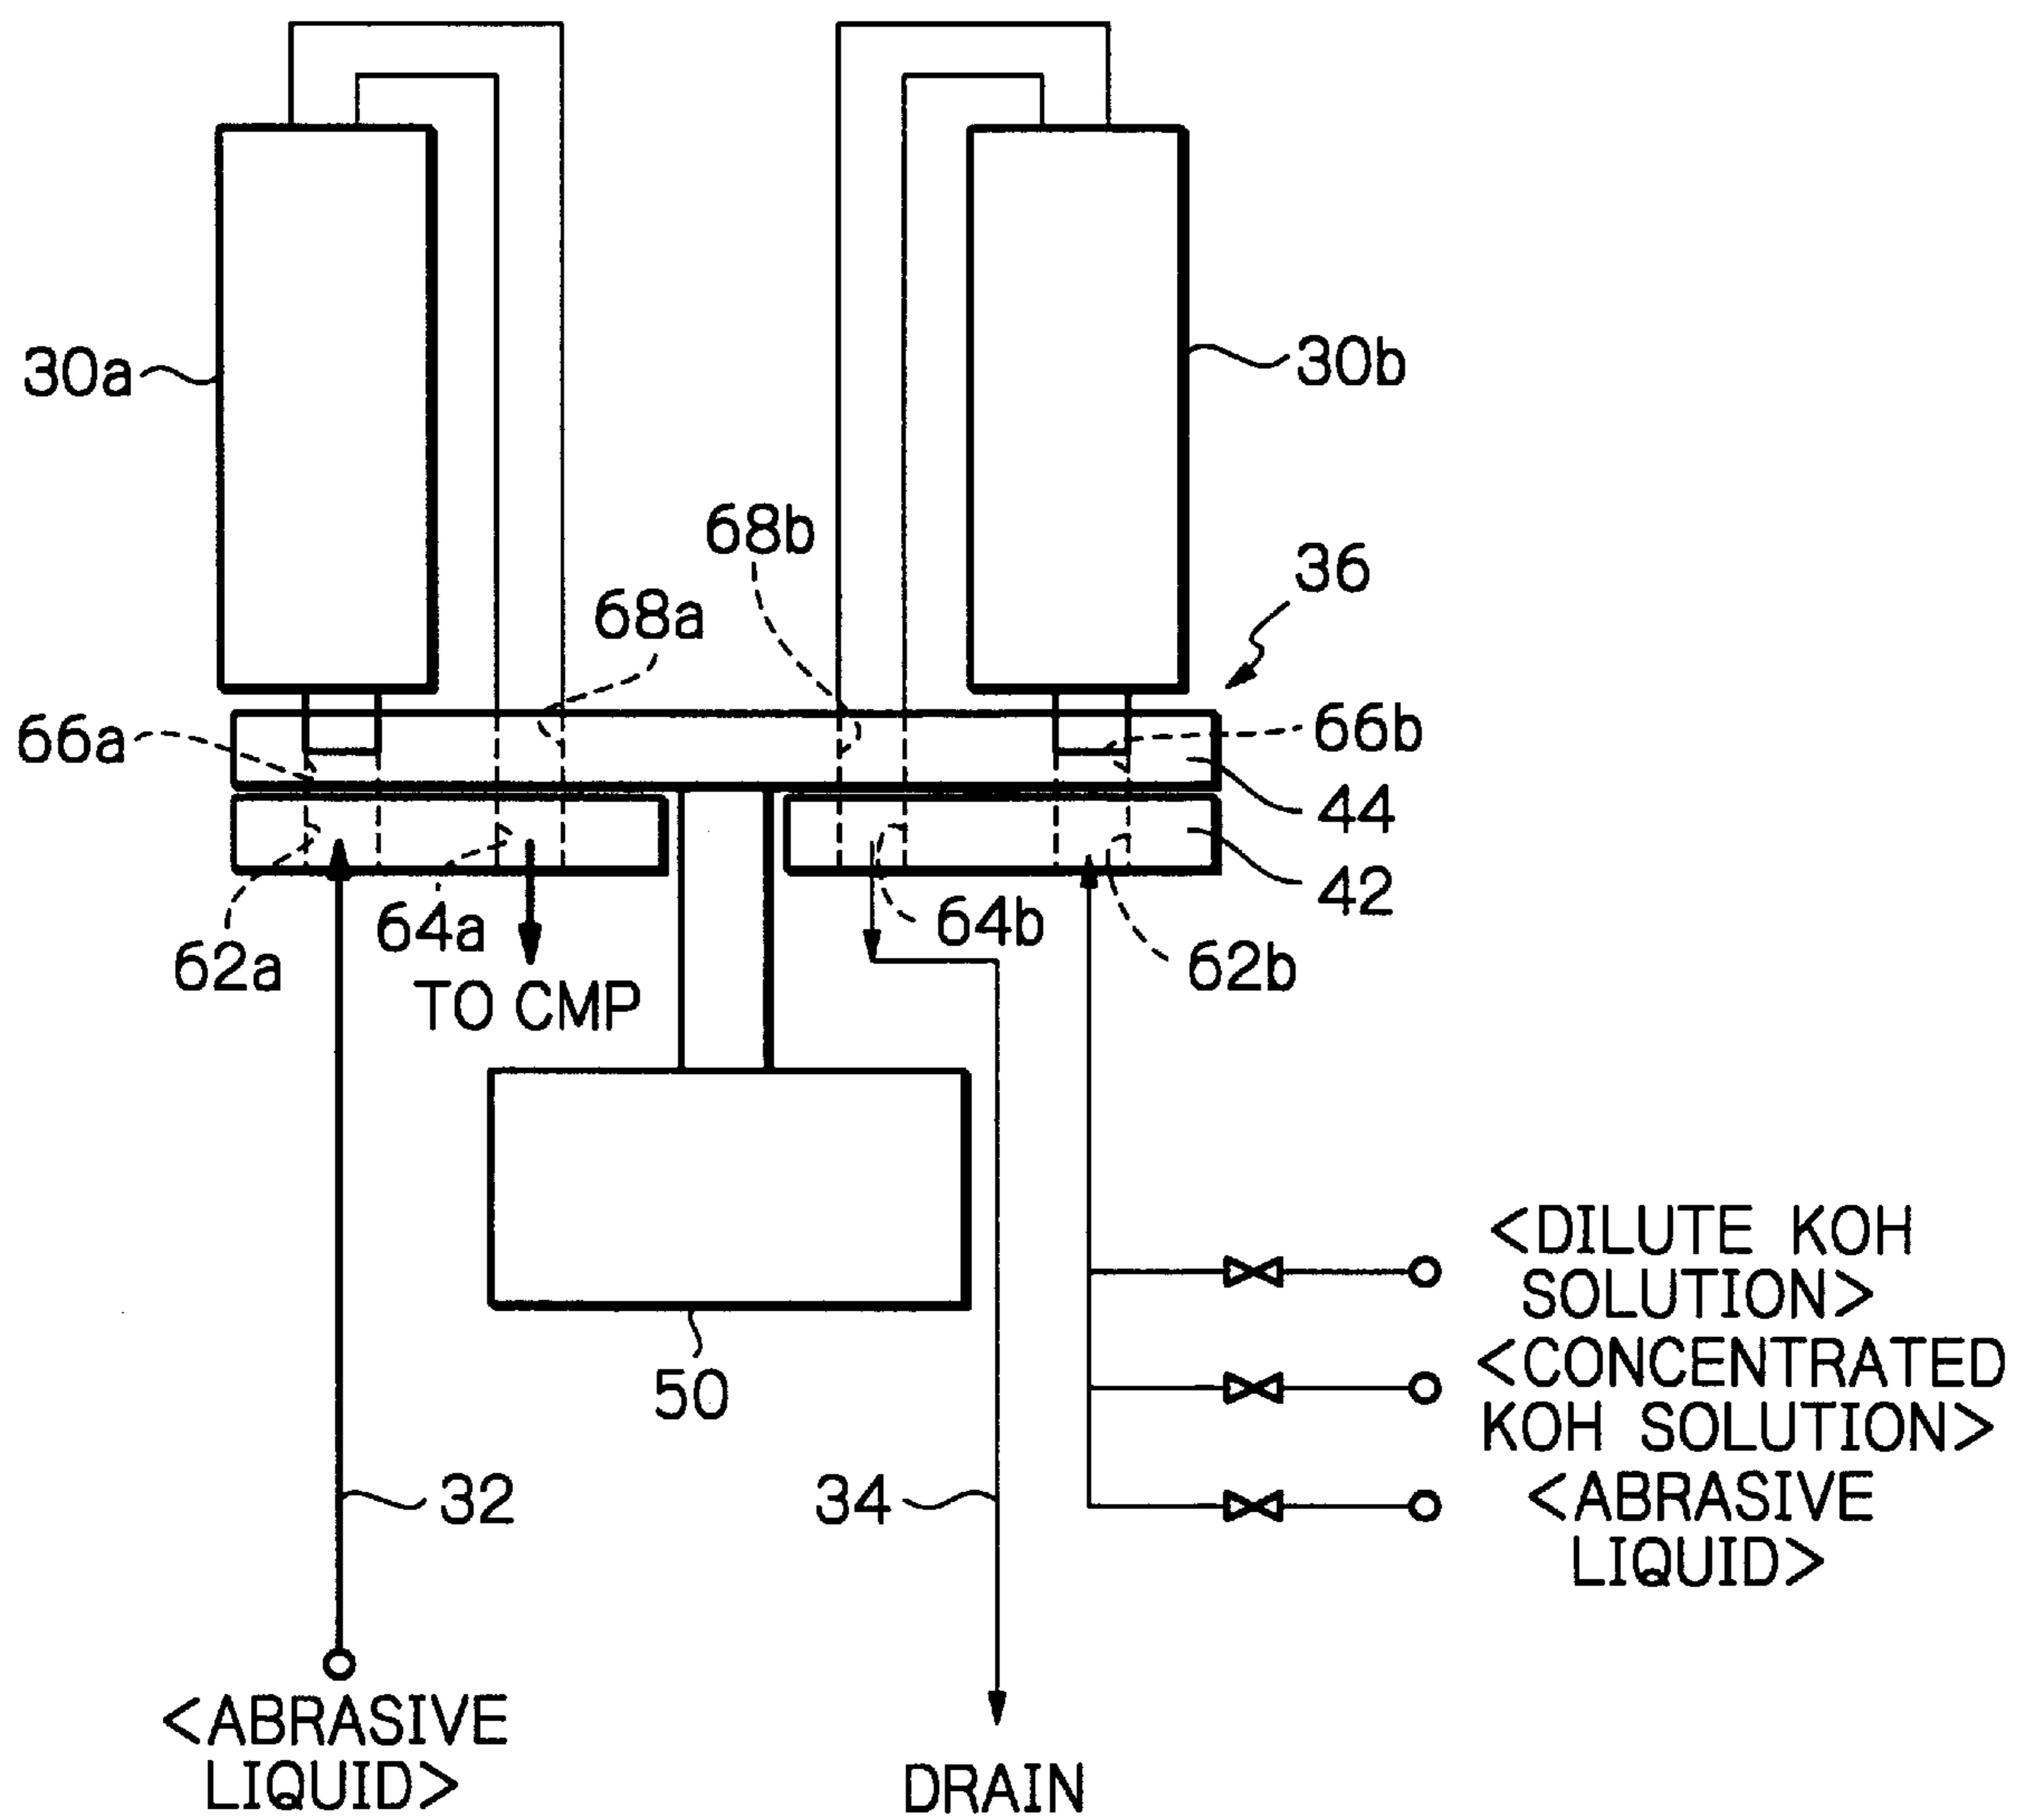 30a
30b
68b
36
68a
66a
66b
44
42
64a
64b
62a
62b
TO CMP
50
<DILUTE KOH
SOLUTION>
<CONCENTRATED
KOH SOLUTION>
<ABRASIVE
LIQUID>
32
34
<ABRASIVE
LIQUID>
DRAIN